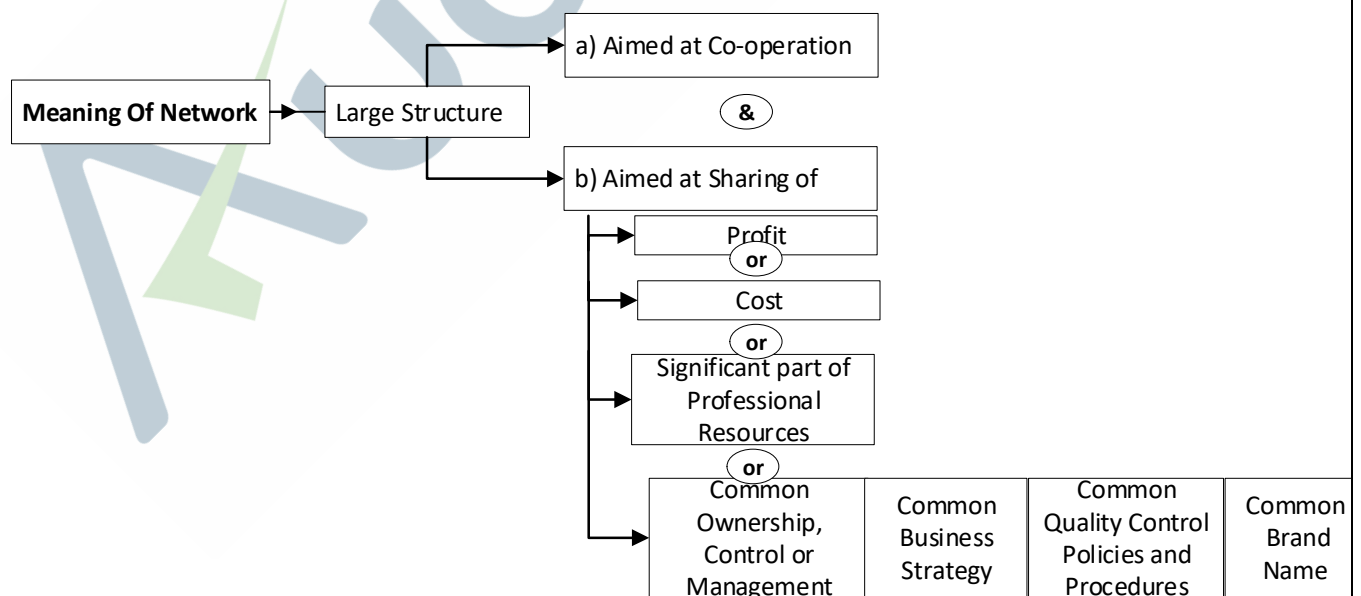 a) Aimed at Co-operation
Meaning Of Network
Large Structure
&
b) Aimed at Sharing of
Profit
or
Cost
or
Significant part of
Professional
Resources
or
Common
Ownership,
Control or
Management
Common
Business
Strategy
Common
Quality Control
Policies and
Procedures
Common
Brand
Name